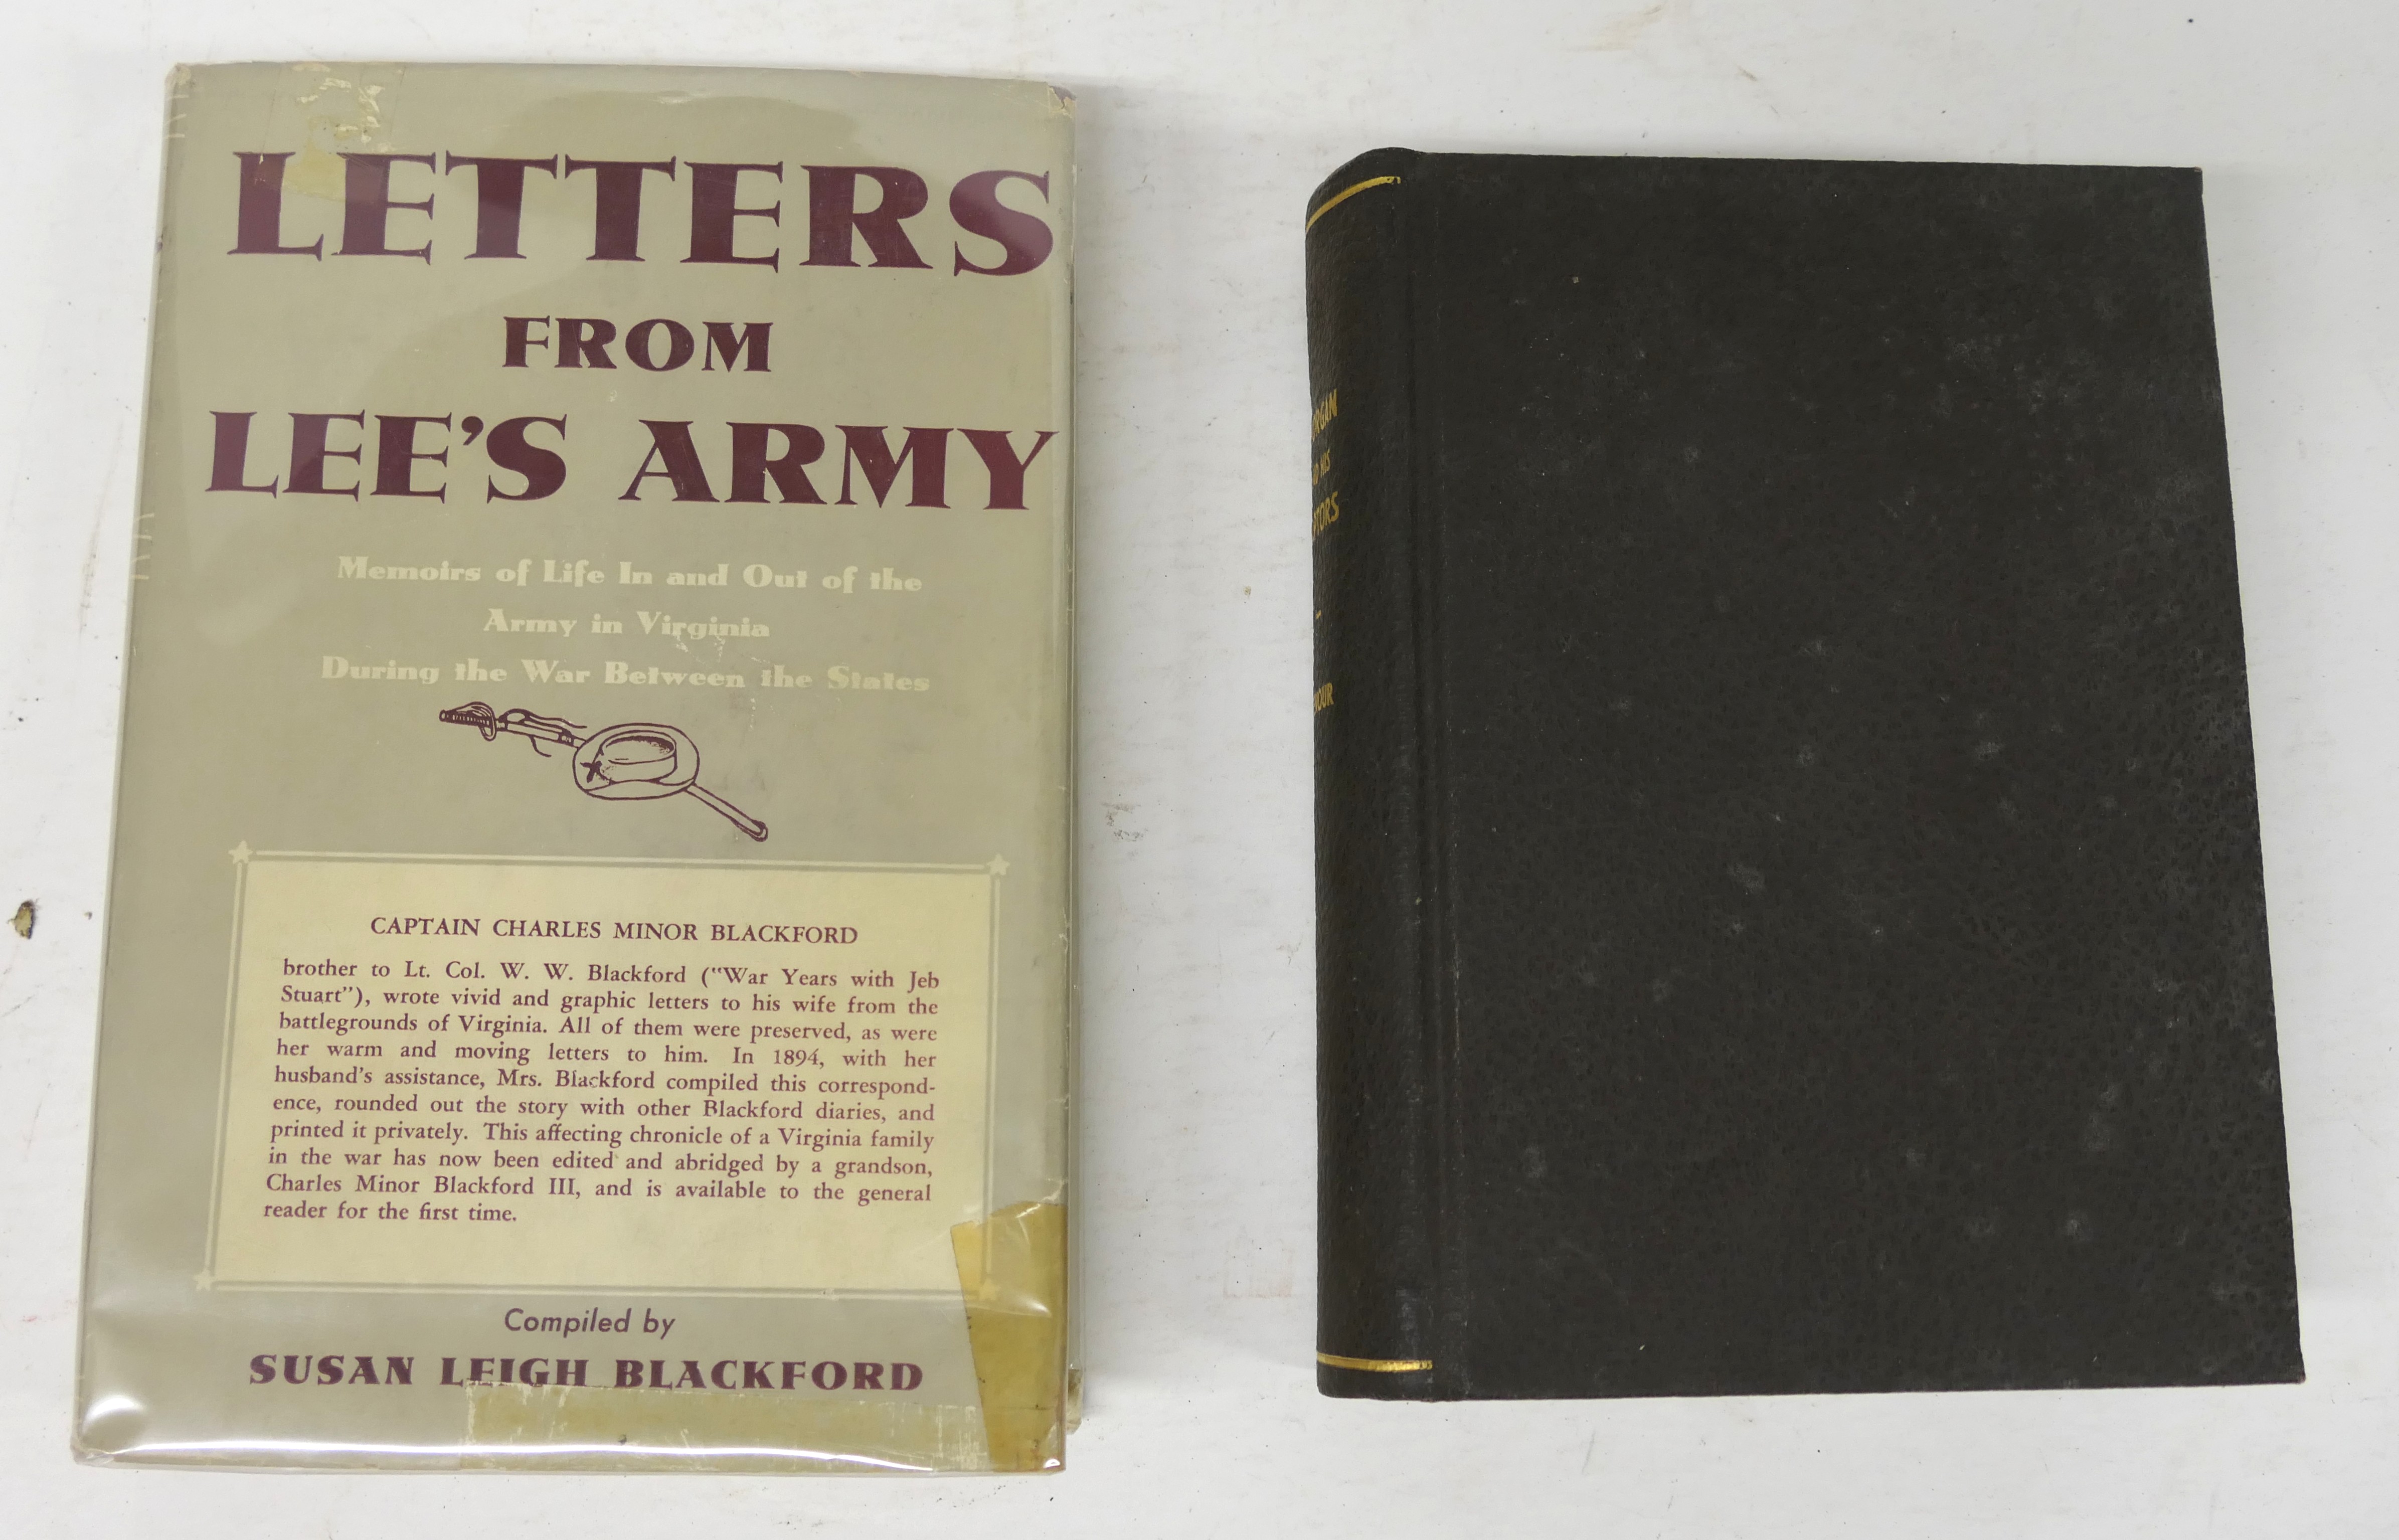 LETTERS
FROM
LEE'S ARMY
Memoirs of Life In and Out of the
Army in Virginia
During the War Between the States
CAPTAIN CHARLES MINOR BLACKFORD
brother to Lt. Col. W. W. Blackford ("War Years with Jeb
Stuart"), wrote vivid and graphic letters to his wife from the
battlegrounds of Virginia. All of them were preserved, as were
her warm and moving letters to him. In 1894, with her
husband's assistance, Mrs. Blackford compiled this correspond-
ence, rounded out the story with other Blackford diaries, and
printed it privately. This affecting chronicle of a Virginia family
in the war has now been edited and abridged by a grandson,
Charles Minor Blackford III, and is available to the general
reader for the first time.
Compiled by
SUSAN LEIGH BLACKFORD
HIS